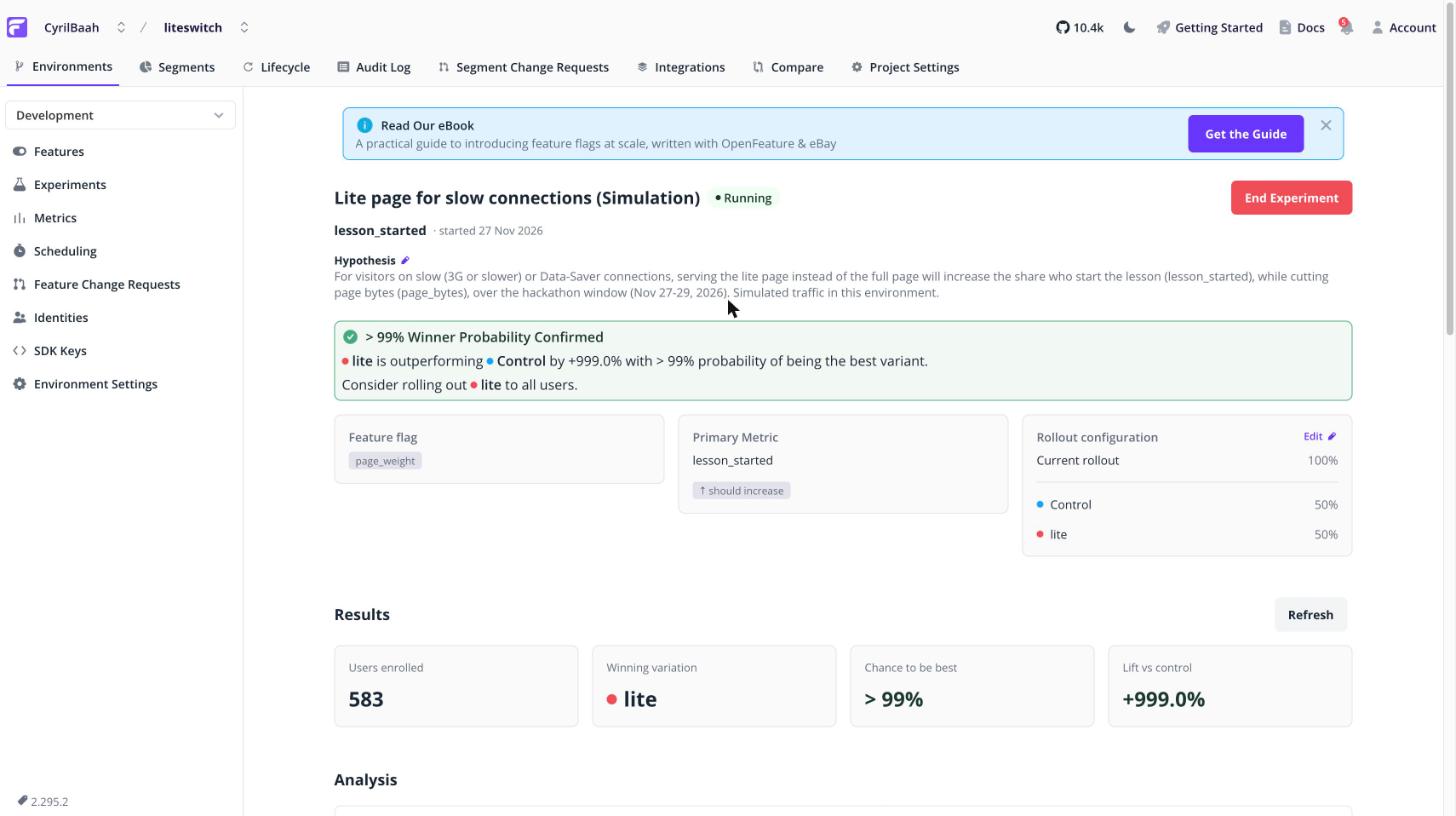 CyrilBaah / liteswitch
10.4k Getting Started Docs 5 Account
Environments Segments Lifecycle Audit Log Segment Change Requests Integrations Compare Project Settings
Development
Features
Experiments
Metrics
Scheduling
Feature Change Requests
Identities
SDK Keys
Environment Settings
2.295.2
Read Our eBook
A practical guide to introducing feature flags at scale, written with OpenFeature & eBay
Get the Guide
Lite page for slow connections (Simulation) • Running
End Experiment
lesson_started · started 27 Nov 2026
Hypothesis
For visitors on slow (3G or slower) or Data-Saver connections, serving the lite page instead of the full page will increase the share who start the lesson (lesson_started), while cutting
page bytes (page_bytes), over the hackathon window (Nov 27-29, 2026). Simulated traffic in this environment.
> 99% Winner Probability Confirmed
lite is outperforming Control by +999.0% with > 99% probability of being the best variant.
Consider rolling out lite to all users.
Feature flag
page_weight
Primary Metric
lesson_started
↑ should increase
Rollout configuration Edit
Current rollout 100%
Control 50%
lite 50%
Results
Refresh
Users enrolled
583
Winning variation
lite
Chance to be best
> 99%
Lift vs control
+999.0%
Analysis